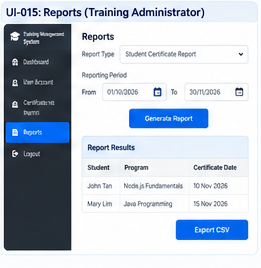 UI-015: Reports (Training Administrator)
Training Management
System
Dashboard
User Account
Reports
Logout
Reports
Report Type Student Certificate Report
Reporting Period
From 01/10/2026 To 30/11/2026
Generate Report
Report Results
Student Program Certificate Date
John Tan Node.js Fundamentals 10 Nov 2026
Mary Lim Java Programming 15 Nov 2026
Export CSV